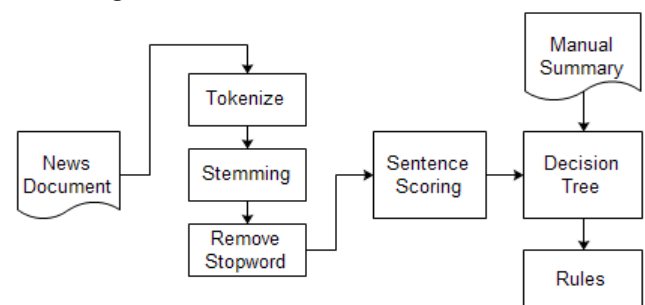 News
Document
Tokenize
Stemming
Remove
Stopword
Sentence
Scoring
Manual
Summary
Decision
Tree
Rules